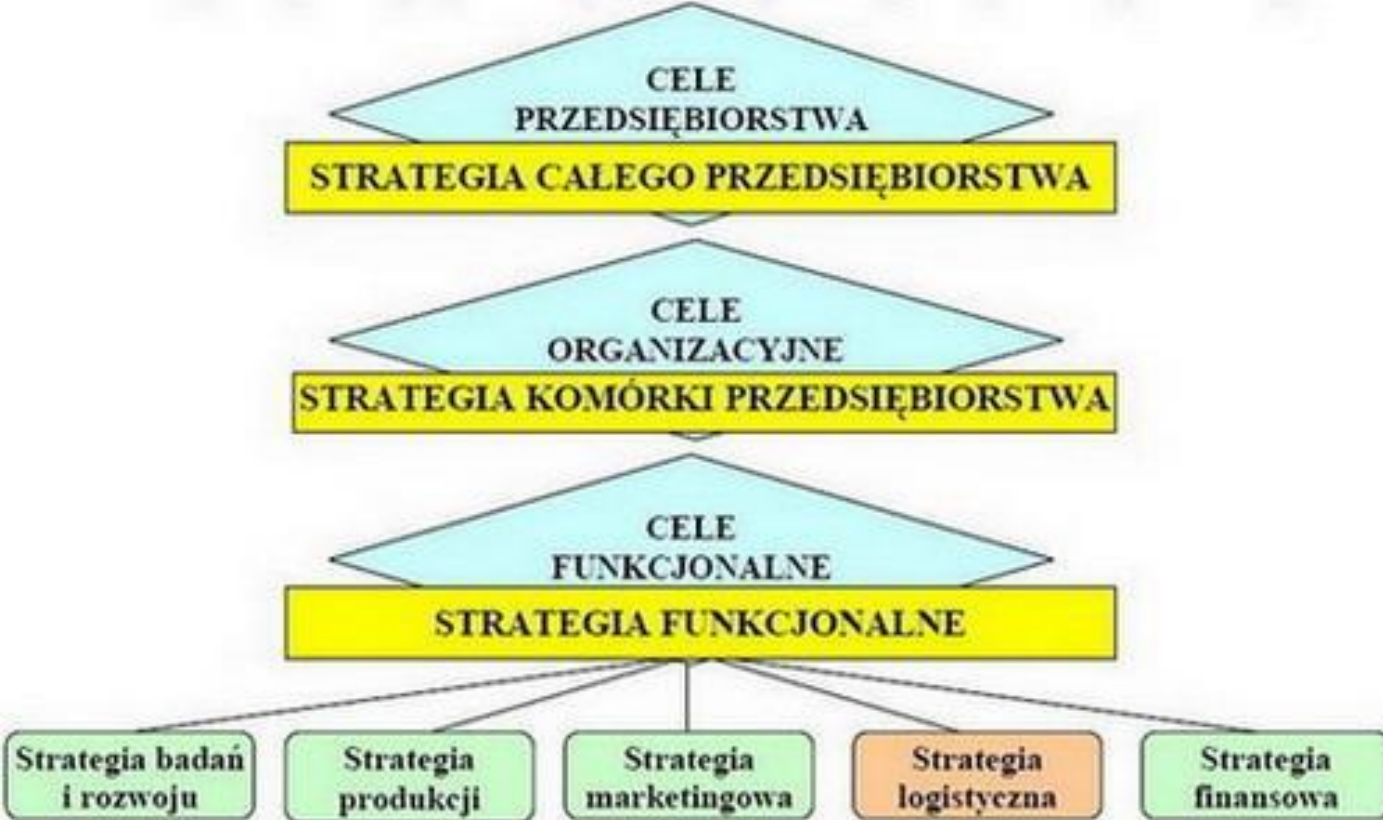 CELE
PRZEDSIĘBIORSTWA
STRATEGIA CAŁEGO PRZEDSIĘBIORSTWA
CELE
ORGANIZACYJNE
STRATEGIA KOMÓRKI PRZEDSIĘBIORSTWA
CELE
FUNKCJONALNE
STRATEGIA FUNKCJONALNE
Strategia badań
i rozwoju
Strategia
produkcji
Strategia
marketingowa
Strategia
logistyczna
Strategia
finansowa